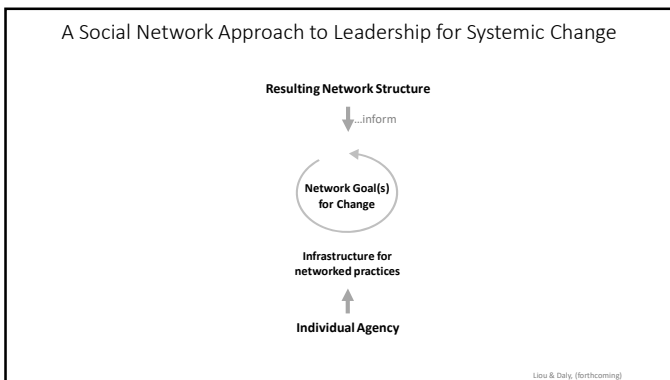 A Social Network Approach to Leadership for Systemic Change
Resulting Network Structure
...inform
Network Goal(s)
for Change
Infrastructure for
networked practices
Individual Agency
Liou & Daly, (forthcoming)